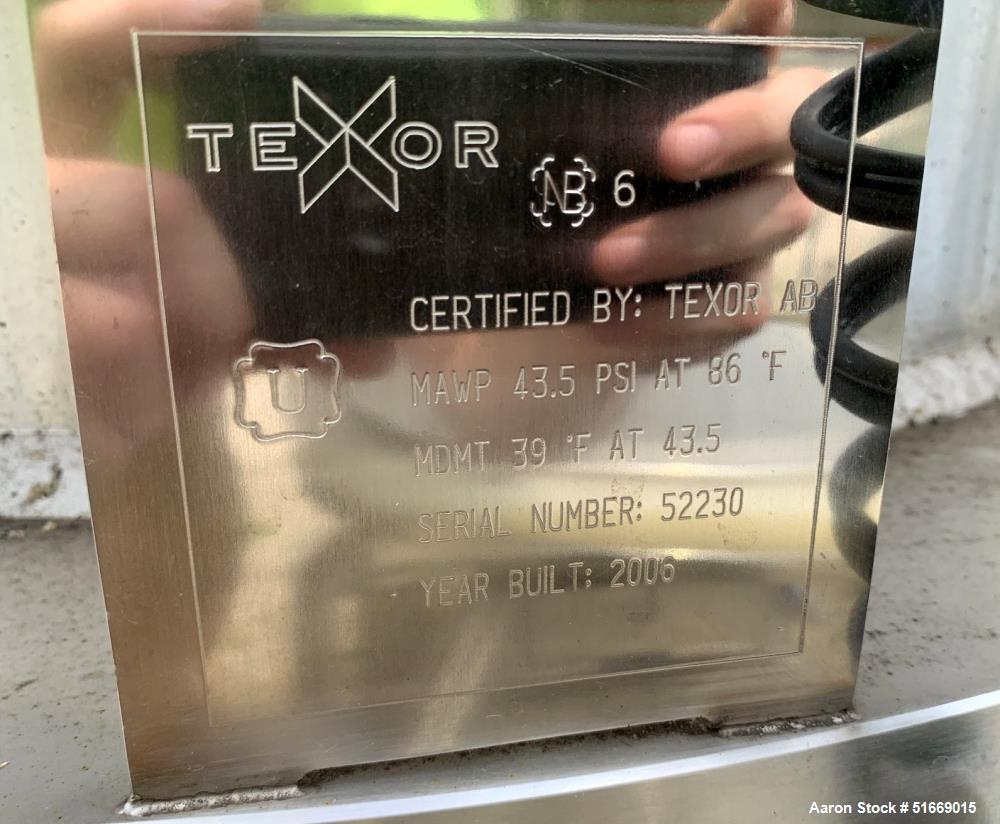 TEXOR
NB 6
CERTIFIED BY: TEXOR AB
U
MAWP 43.5 PSI AT 86 °F
MDMT 39 °F AT 43.5
SERIAL NUMBER: 52230
YEAR BUILT: 2006
Aaron Stock # 51669015